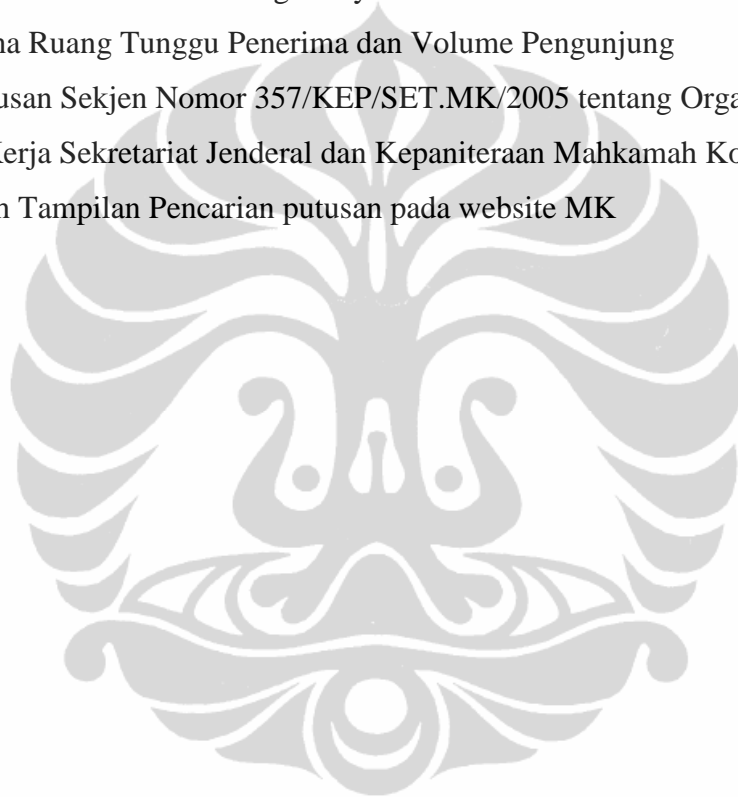 na Ruang Tunggu Penerima dan Volume Pengunjung
usan Sekjen Nomor 357/KEP/SET.MK/2005 tentang Orga
Kerja Sekretariat Jenderal dan Kepaniteraan Mahkamah Ko
n Tampilan Pencarian putusan pada website MK